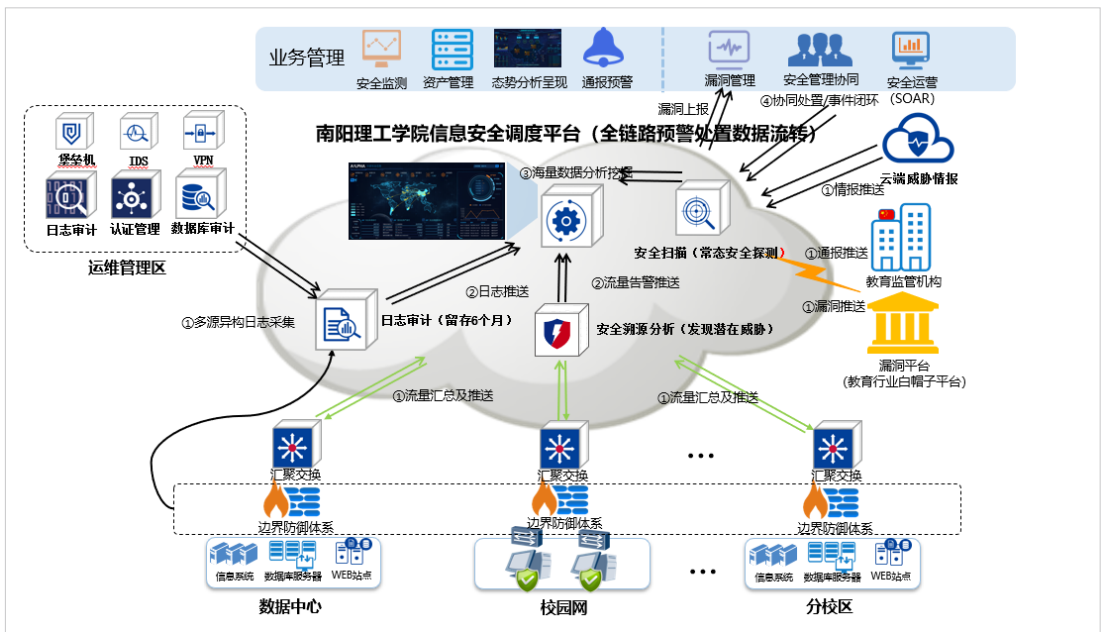 业务管理
安全监测
资产管理
态势分析呈现
通报预警
漏洞管理
安全管理协同
安全运营
(SOAR)
漏洞上报
④协同处置/事件闭环
南阳理工学院信息安全调度平台（全链路预警处置数据流转）
堡垒机
IDS
VPN
日志审计
认证管理
数据库审计
运维管理区
③海量数据分析挖掘
云端威胁情报
①情报推送
安全扫描（常态安全探测）
①通报推送
教育监管机构
②日志推送
②流量告警推送
①漏洞推送
①多源异构日志采集
日志审计（留存6个月）
安全溯源分析（发现潜在威胁）
漏洞平台
(教育行业白帽子平台)
①流量汇总及推送
①流量汇总及推送
汇聚交换
汇聚交换
...
汇聚交换
边界防御体系
边界防御体系
边界防御体系
信息系统
数据库服务器
WEB站点
...
信息系统
数据库服务器
WEB站点
数据中心
校园网
分校区